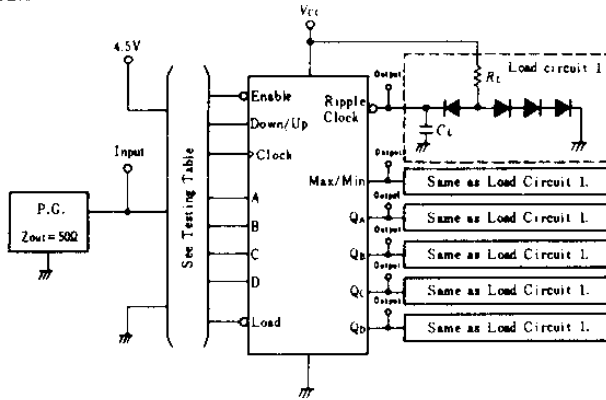 VCC
4.5V
Input
P.G.
Zout = 50Ω
See Testing Table
Enable
Down/Up
Clock
A
B
C
D
Load
Ripple
Clock
Max/Min
QA
QB
QC
QD
Output
Output
Output
Output
Output
Output
RL
CL
Load circuit 1
Same as Load Circuit 1.
Same as Load Circuit 1.
Same as Load Circuit 1.
Same as Load Circuit 1.
Same as Load Circuit 1.